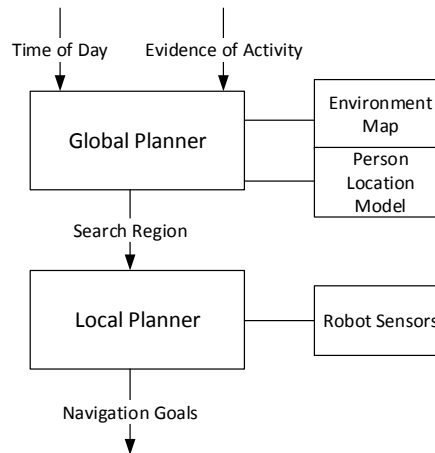 Time of Day
Evidence of Activity
Global Planner
Environment
Map
Person
Location
Model
Search Region
Local Planner
Robot Sensors
Navigation Goals